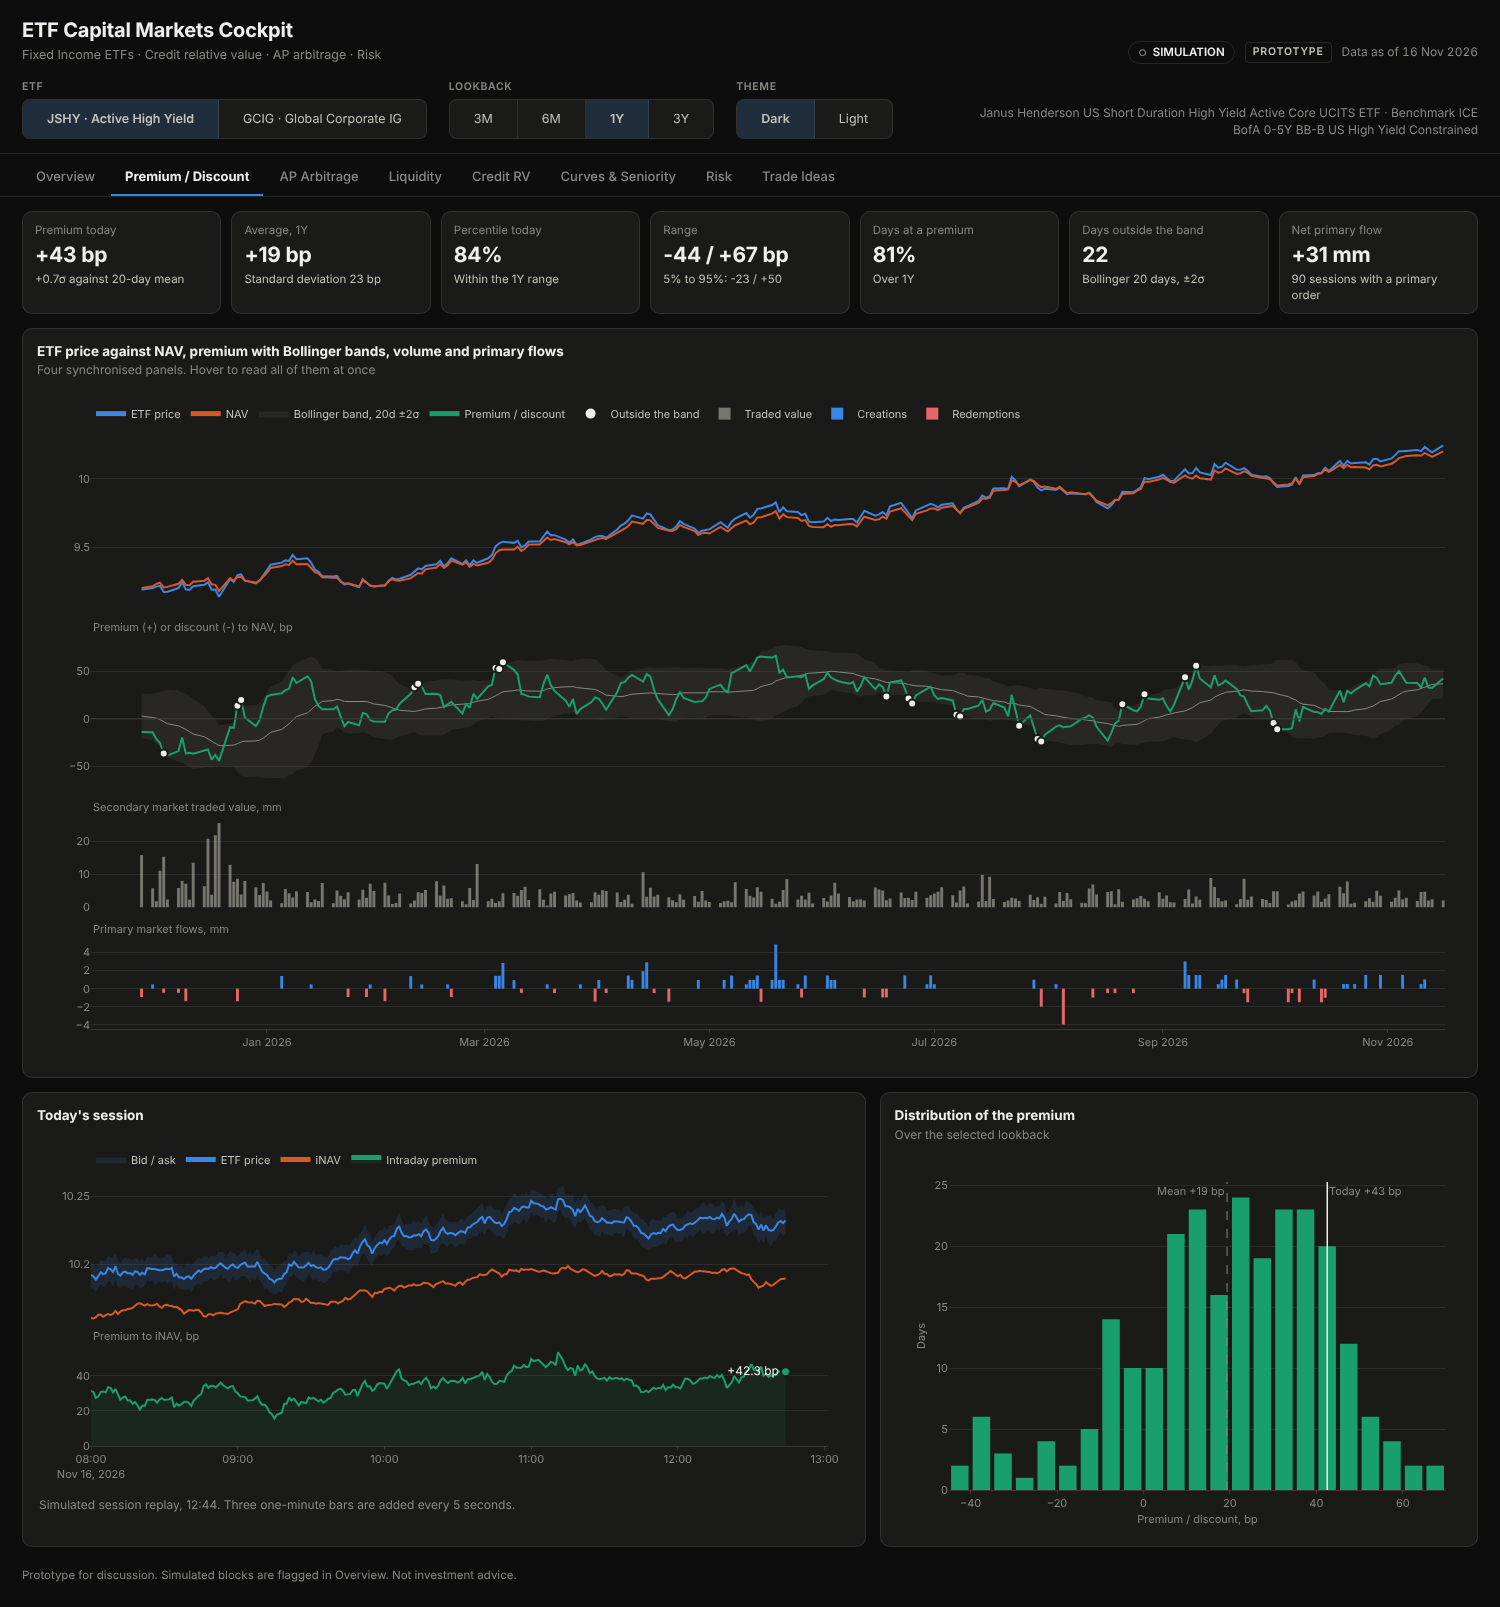 ETF Capital Markets Cockpit
Fixed Income ETFs · Credit relative value · AP arbitrage · Risk
SIMULATION
PROTOTYPE
Data as of 16 Nov 2026
ETF
LOOKBACK
THEME
JSHY · Active High Yield
GCIG · Global Corporate IG
3M
6M
1Y
3Y
Dark
Light
Janus Henderson US Short Duration High Yield Active Core UCITS ETF · Benchmark ICE
BofA 0-5Y BB-B US High Yield Constrained
Overview
Premium / Discount
AP Arbitrage
Liquidity
Credit RV
Curves & Seniority
Risk
Trade Ideas
Premium today
+43 bp
+0.7σ against 20-day mean
Average, 1Y
+19 bp
Standard deviation 23 bp
Percentile today
84%
Within the 1Y range
Range
-44 / +67 bp
5% to 95%: -23 / +50
Days at a premium
81%
Over 1Y
Days outside the band
22
Bollinger 20 days, ±2σ
Net primary flow
+31 mm
90 sessions with a primary
order
ETF price against NAV, premium with Bollinger bands, volume and primary flows
Four synchronised panels. Hover to read all of them at once
ETF price
NAV
Bollinger band, 20d ±2σ
Premium / discount
Outside the band
Traded value
Creations
Redemptions
10
9.5
Premium (+) or discount (-) to NAV, bp
50
0
−50
Secondary market traded value, mm
20
10
0
Primary market flows, mm
4
2
0
−2
−4
Jan 2026
Mar 2026
May 2026
Jul 2026
Sep 2026
Nov 2026
Today's session
Bid / ask
ETF price
iNAV
Intraday premium
10.25
10.2
Premium to iNAV, bp
+42.3 bp
40
20
0
08:00
09:00
10:00
11:00
12:00
13:00
Nov 16, 2026
Simulated session replay, 12:44. Three one-minute bars are added every 5 seconds.
Distribution of the premium
Over the selected lookback
Mean +19 bp
Today +43 bp
25
20
15
10
5
0
Days
−40
−20
0
20
40
60
Premium / discount, bp
Prototype for discussion. Simulated blocks are flagged in Overview. Not investment advice.